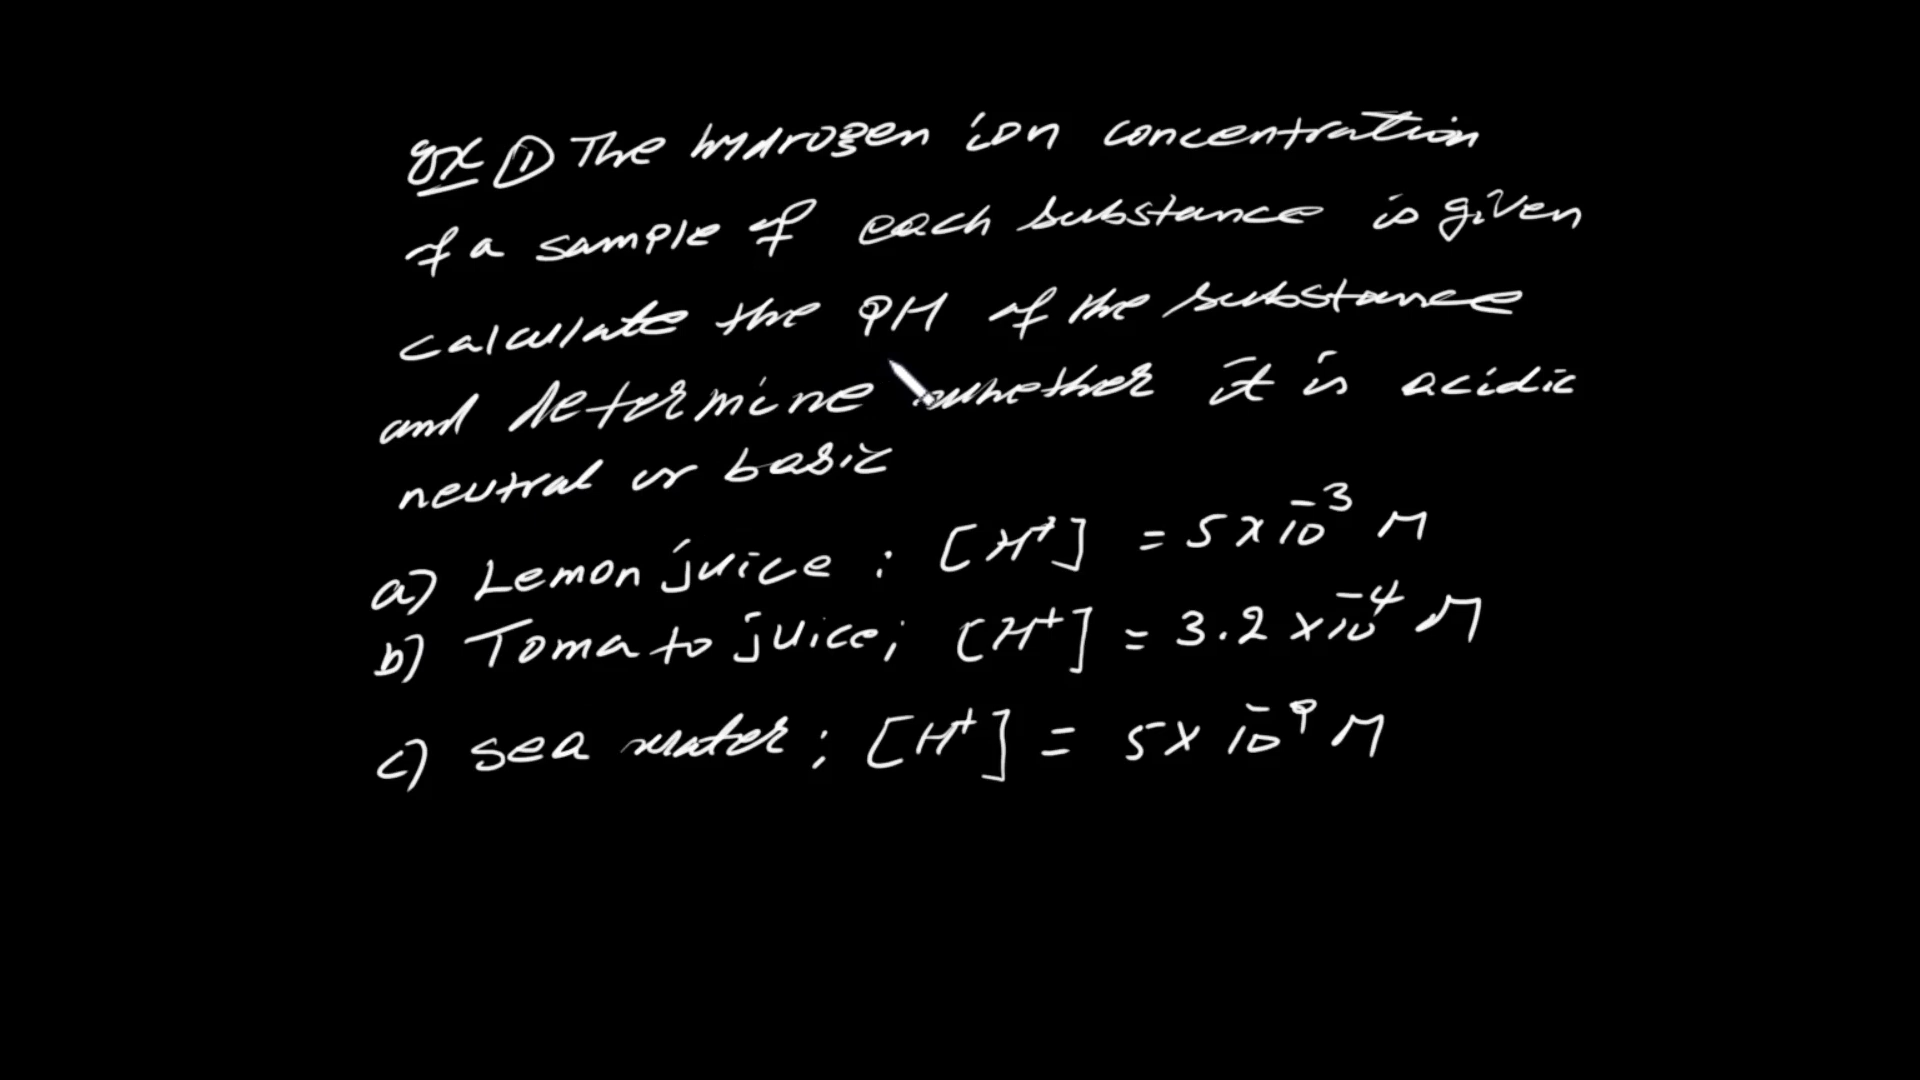 Ex ① The hydrogen ion concentration
of a sample of each substance is given
calculate the PH of the substance
and determine whether it is acidic
neutral or basic
a) Lemon juice : [H⁺] = 5 x 10⁻³ M
b) Tomato juice; [H⁺] = 3.2 x 10⁻⁴ M
c) sea water ; [H⁺] = 5 x 10⁻⁹ M